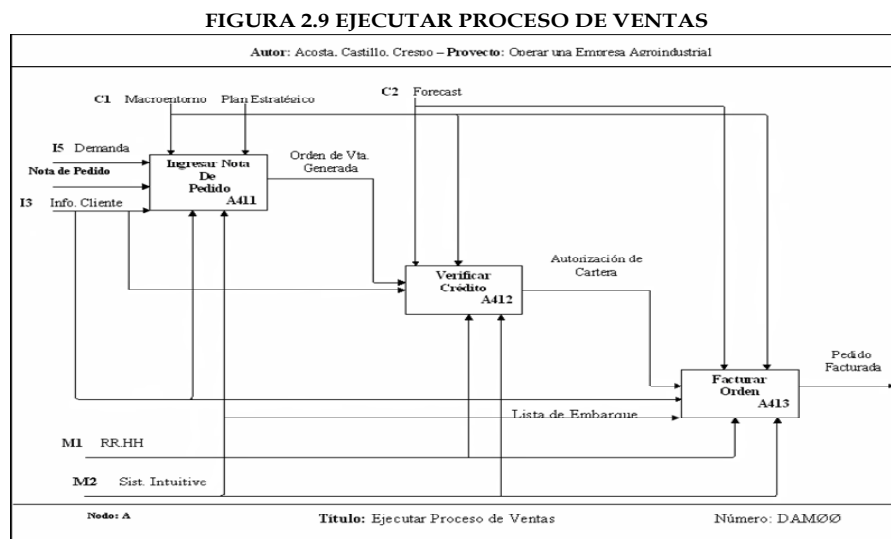 FIGURA 2.9 EJECUTAR PROCESO DE VENTAS
Autor: Acosta, Castillo, Crespo – Proyecto: Operar una Empresa Agroindustrial
C1 Macroentorno Plan Estratégico
C2 Forecast
I5 Demanda
Nota de Pedido
I3 Info. Cliente
Ingresar Nota
De
Pedido
A411
Orden de Vta.
Generada
Verificar
Crédito
A412
Autorización de
Cartera
Facturar
Orden
A413
Pedido
Facturada
Lista de Embarque
M1 RR.HH
M2 Sist. Intuitive
Nodo: A
Título: Ejecutar Proceso de Ventas
Número: DAMØØ